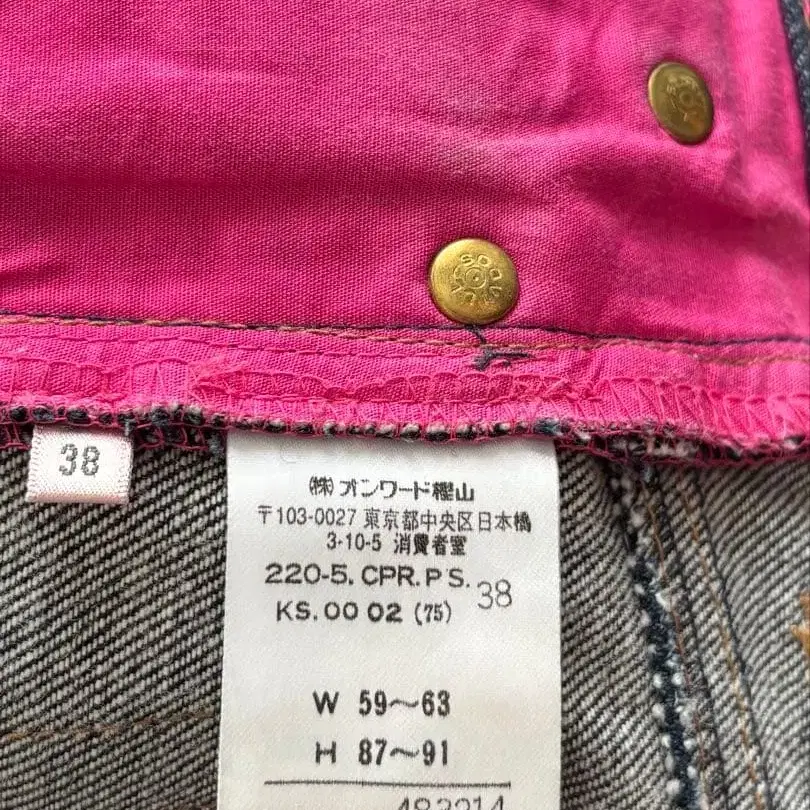 38
(株)オンワード樫山
〒103-0027 東京都中央区日本橋
3-10-5 消費者室
220-5. CPR. P S. 38
KS. 00 02 (75)
W 59〜63
H 87〜91
483214